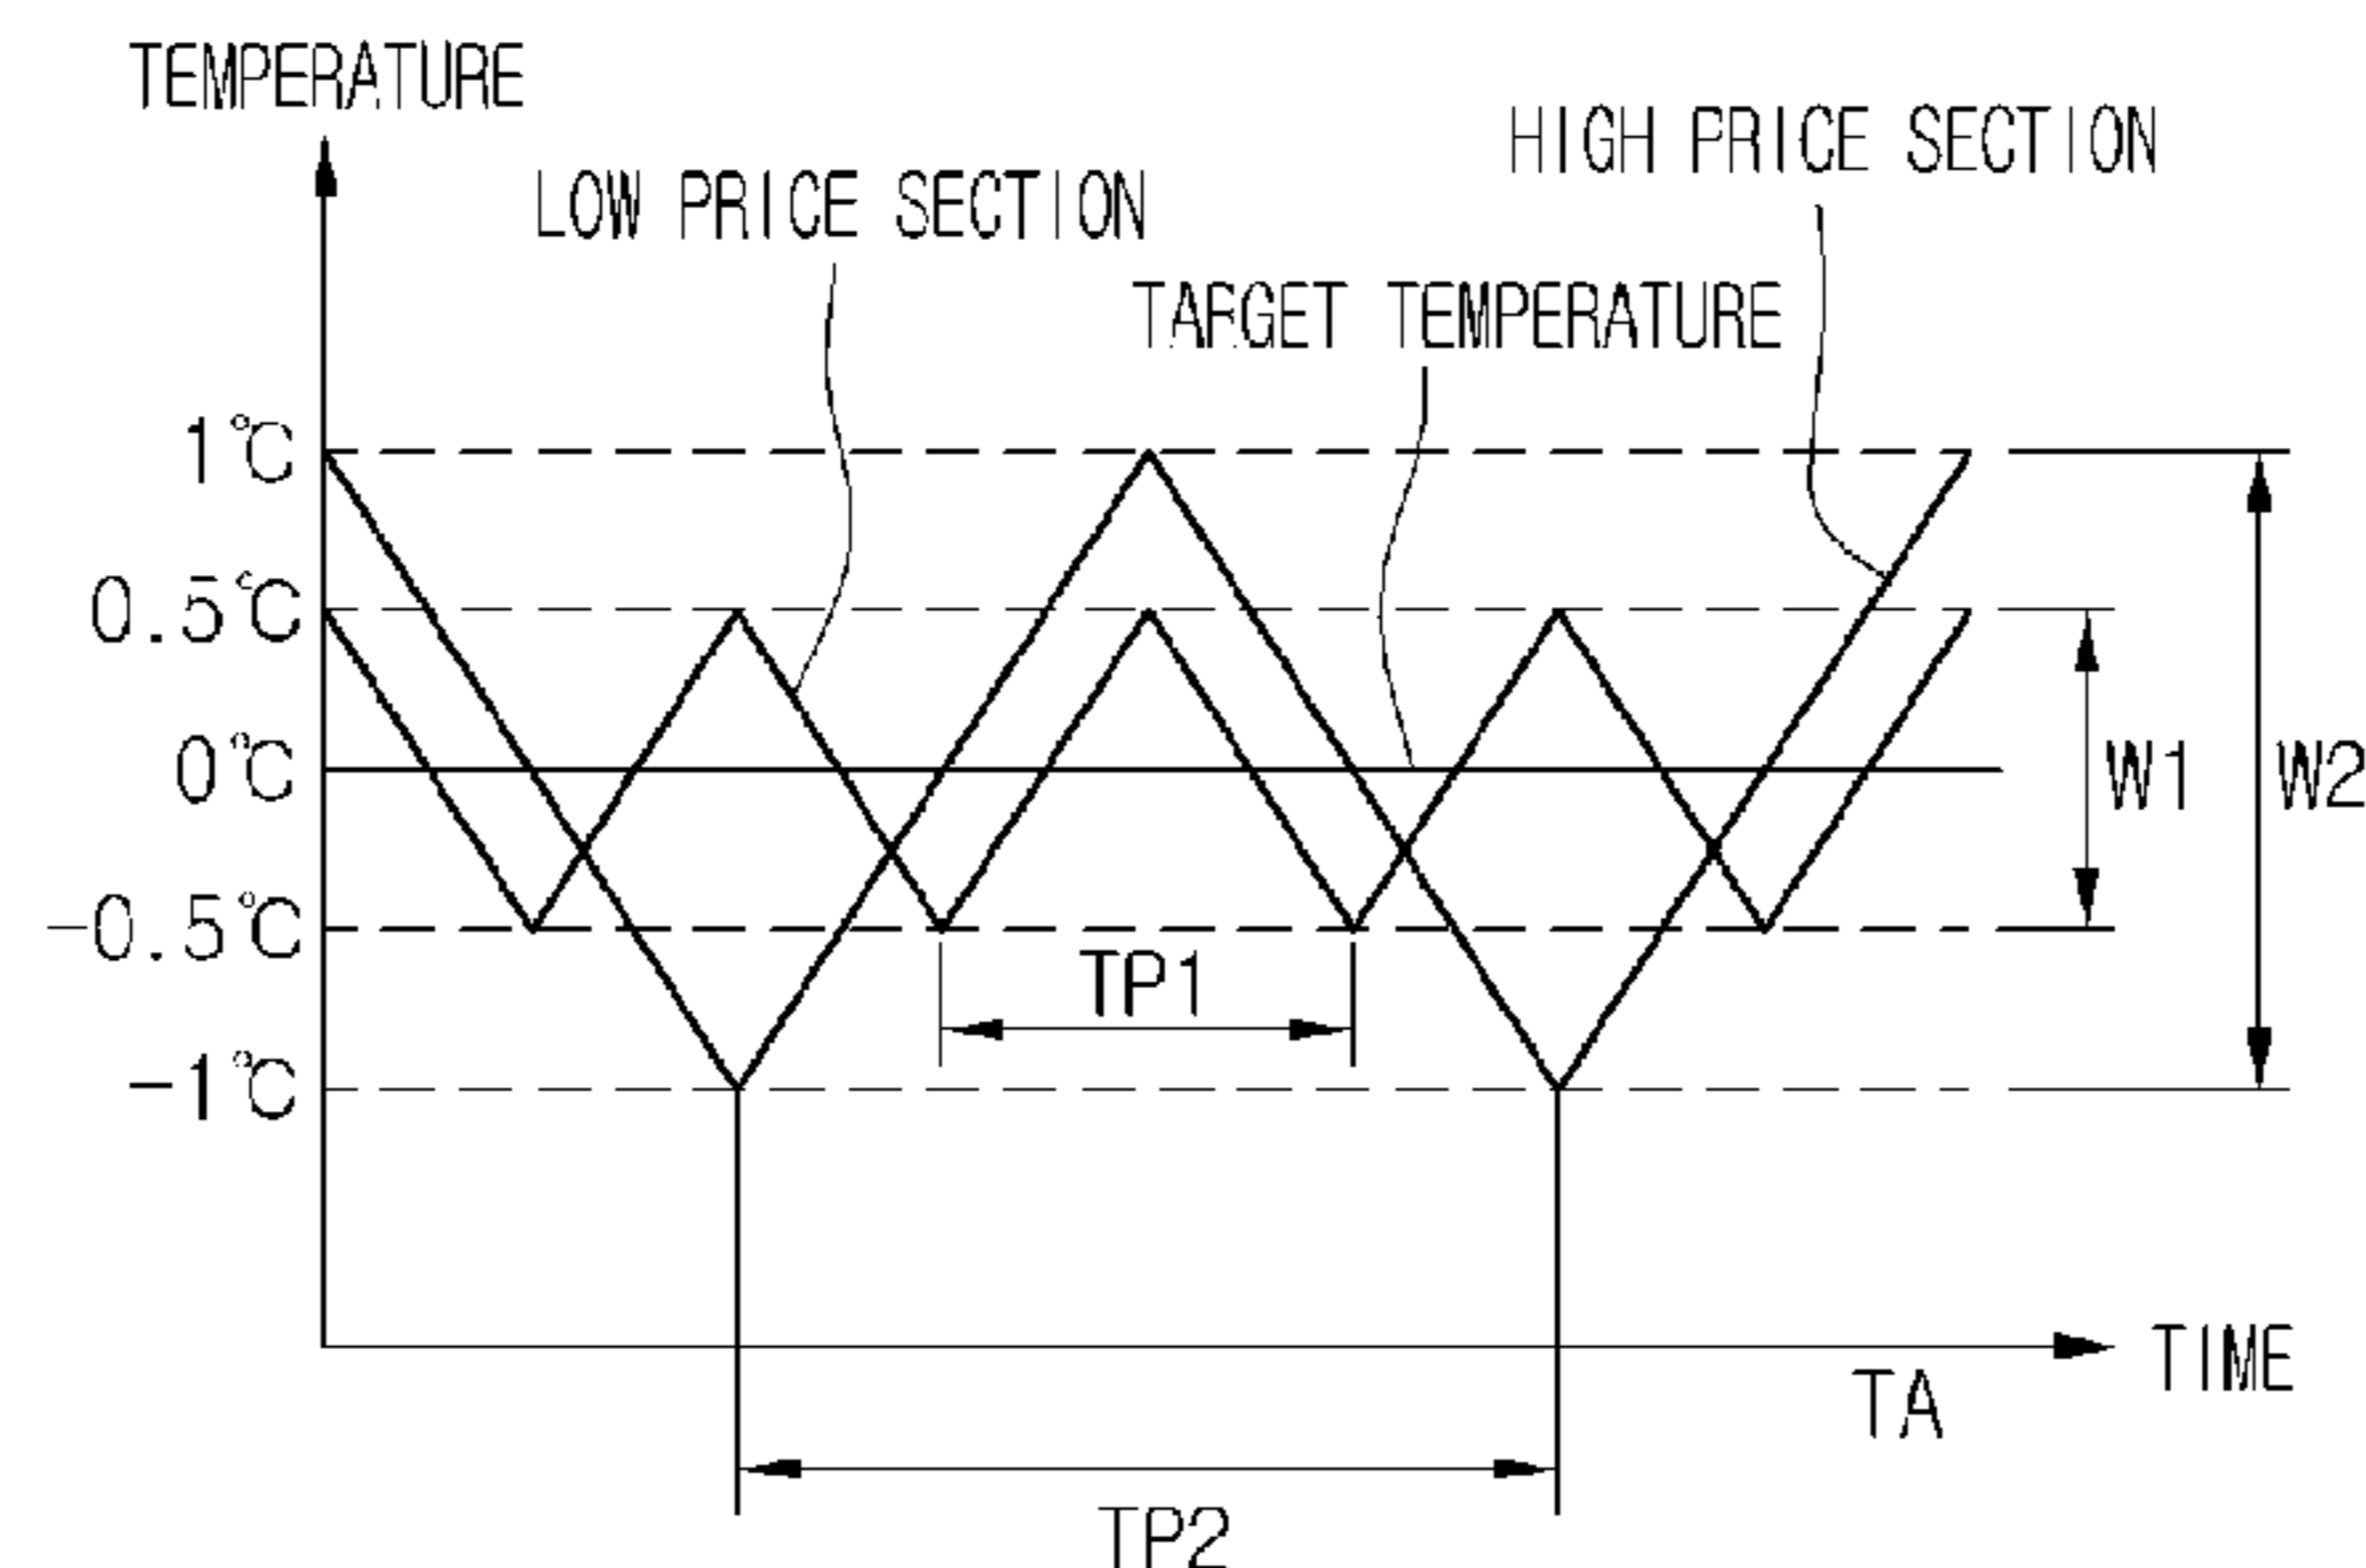 TEMPERATURE
HIGH PRICE SECTION
LOW PRICE SECTION
TARGET TEMPERATURE
1℃
0.5℃
0℃
W1
W2
-0.5℃
TP1
-1℃
TIME
TA
TP2